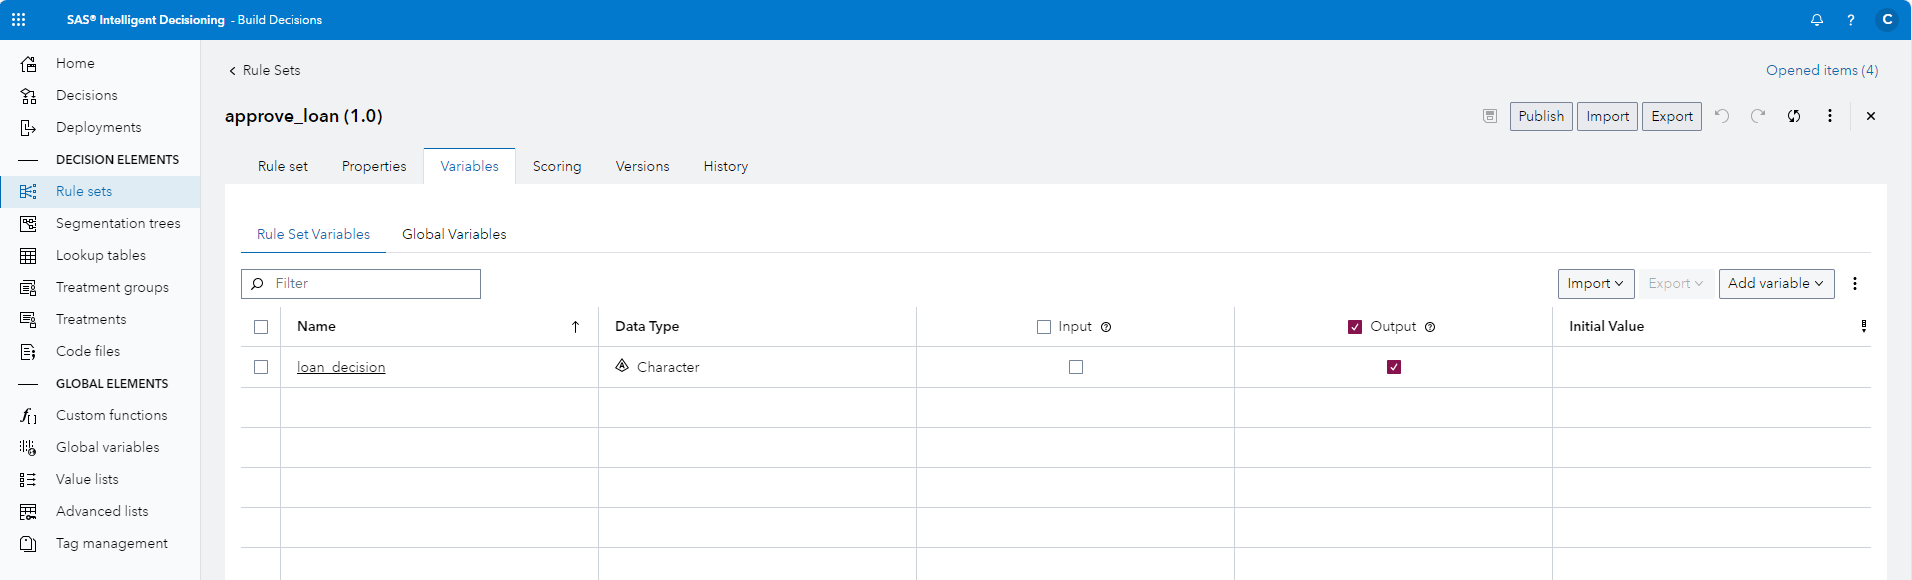 SAS® Intelligent Decisioning - Build Decisions
? C
Home
Decisions
Deployments
DECISION ELEMENTS
Rule sets
Segmentation trees
Lookup tables
Treatment groups
Treatments
Code files
GLOBAL ELEMENTS
Custom functions
Global variables
Value lists
Advanced lists
Tag management
Rule Sets
Opened items (4)
approve_loan (1.0)
Publish Import Export
Rule set Properties Variables Scoring Versions History
Rule Set Variables Global Variables
Filter
Import Export Add variable
Name Data Type Input Output Initial Value
loan_decision Character